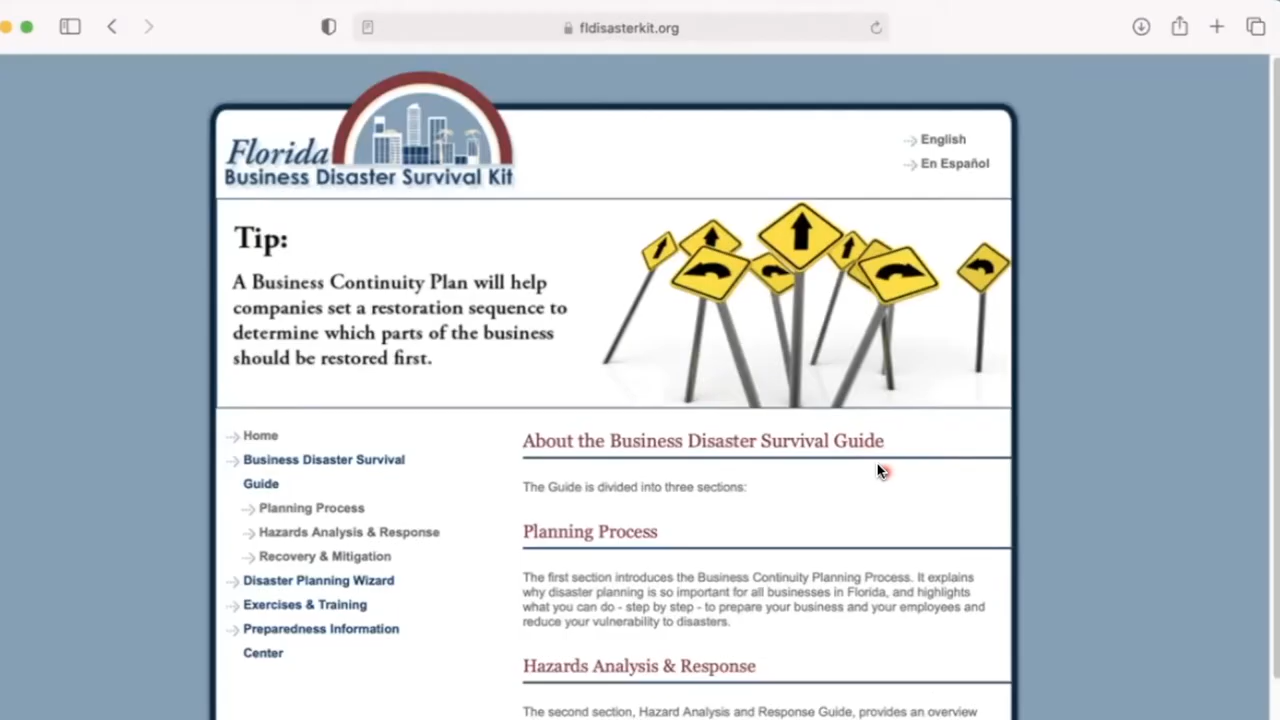 fldisasterkit.org
Florida
Business Disaster Survival Kit
English
En Español
Tip:
A Business Continuity Plan will help
companies set a restoration sequence to
determine which parts of the business
should be restored first.
Home
Business Disaster Survival
Guide
Planning Process
Hazards Analysis & Response
Recovery & Mitigation
Disaster Planning Wizard
Exercises & Training
Preparedness Information
Center
About the Business Disaster Survival Guide
The Guide is divided into three sections:
Planning Process
The first section introduces the Business Continuity Planning Process. It explains
why disaster planning is so important for all businesses in Florida, and highlights
what you can do - step by step - to prepare your business and your employees and
reduce your vulnerability to disasters.
Hazards Analysis & Response
The second section, Hazard Analysis and Response Guide, provides an overview